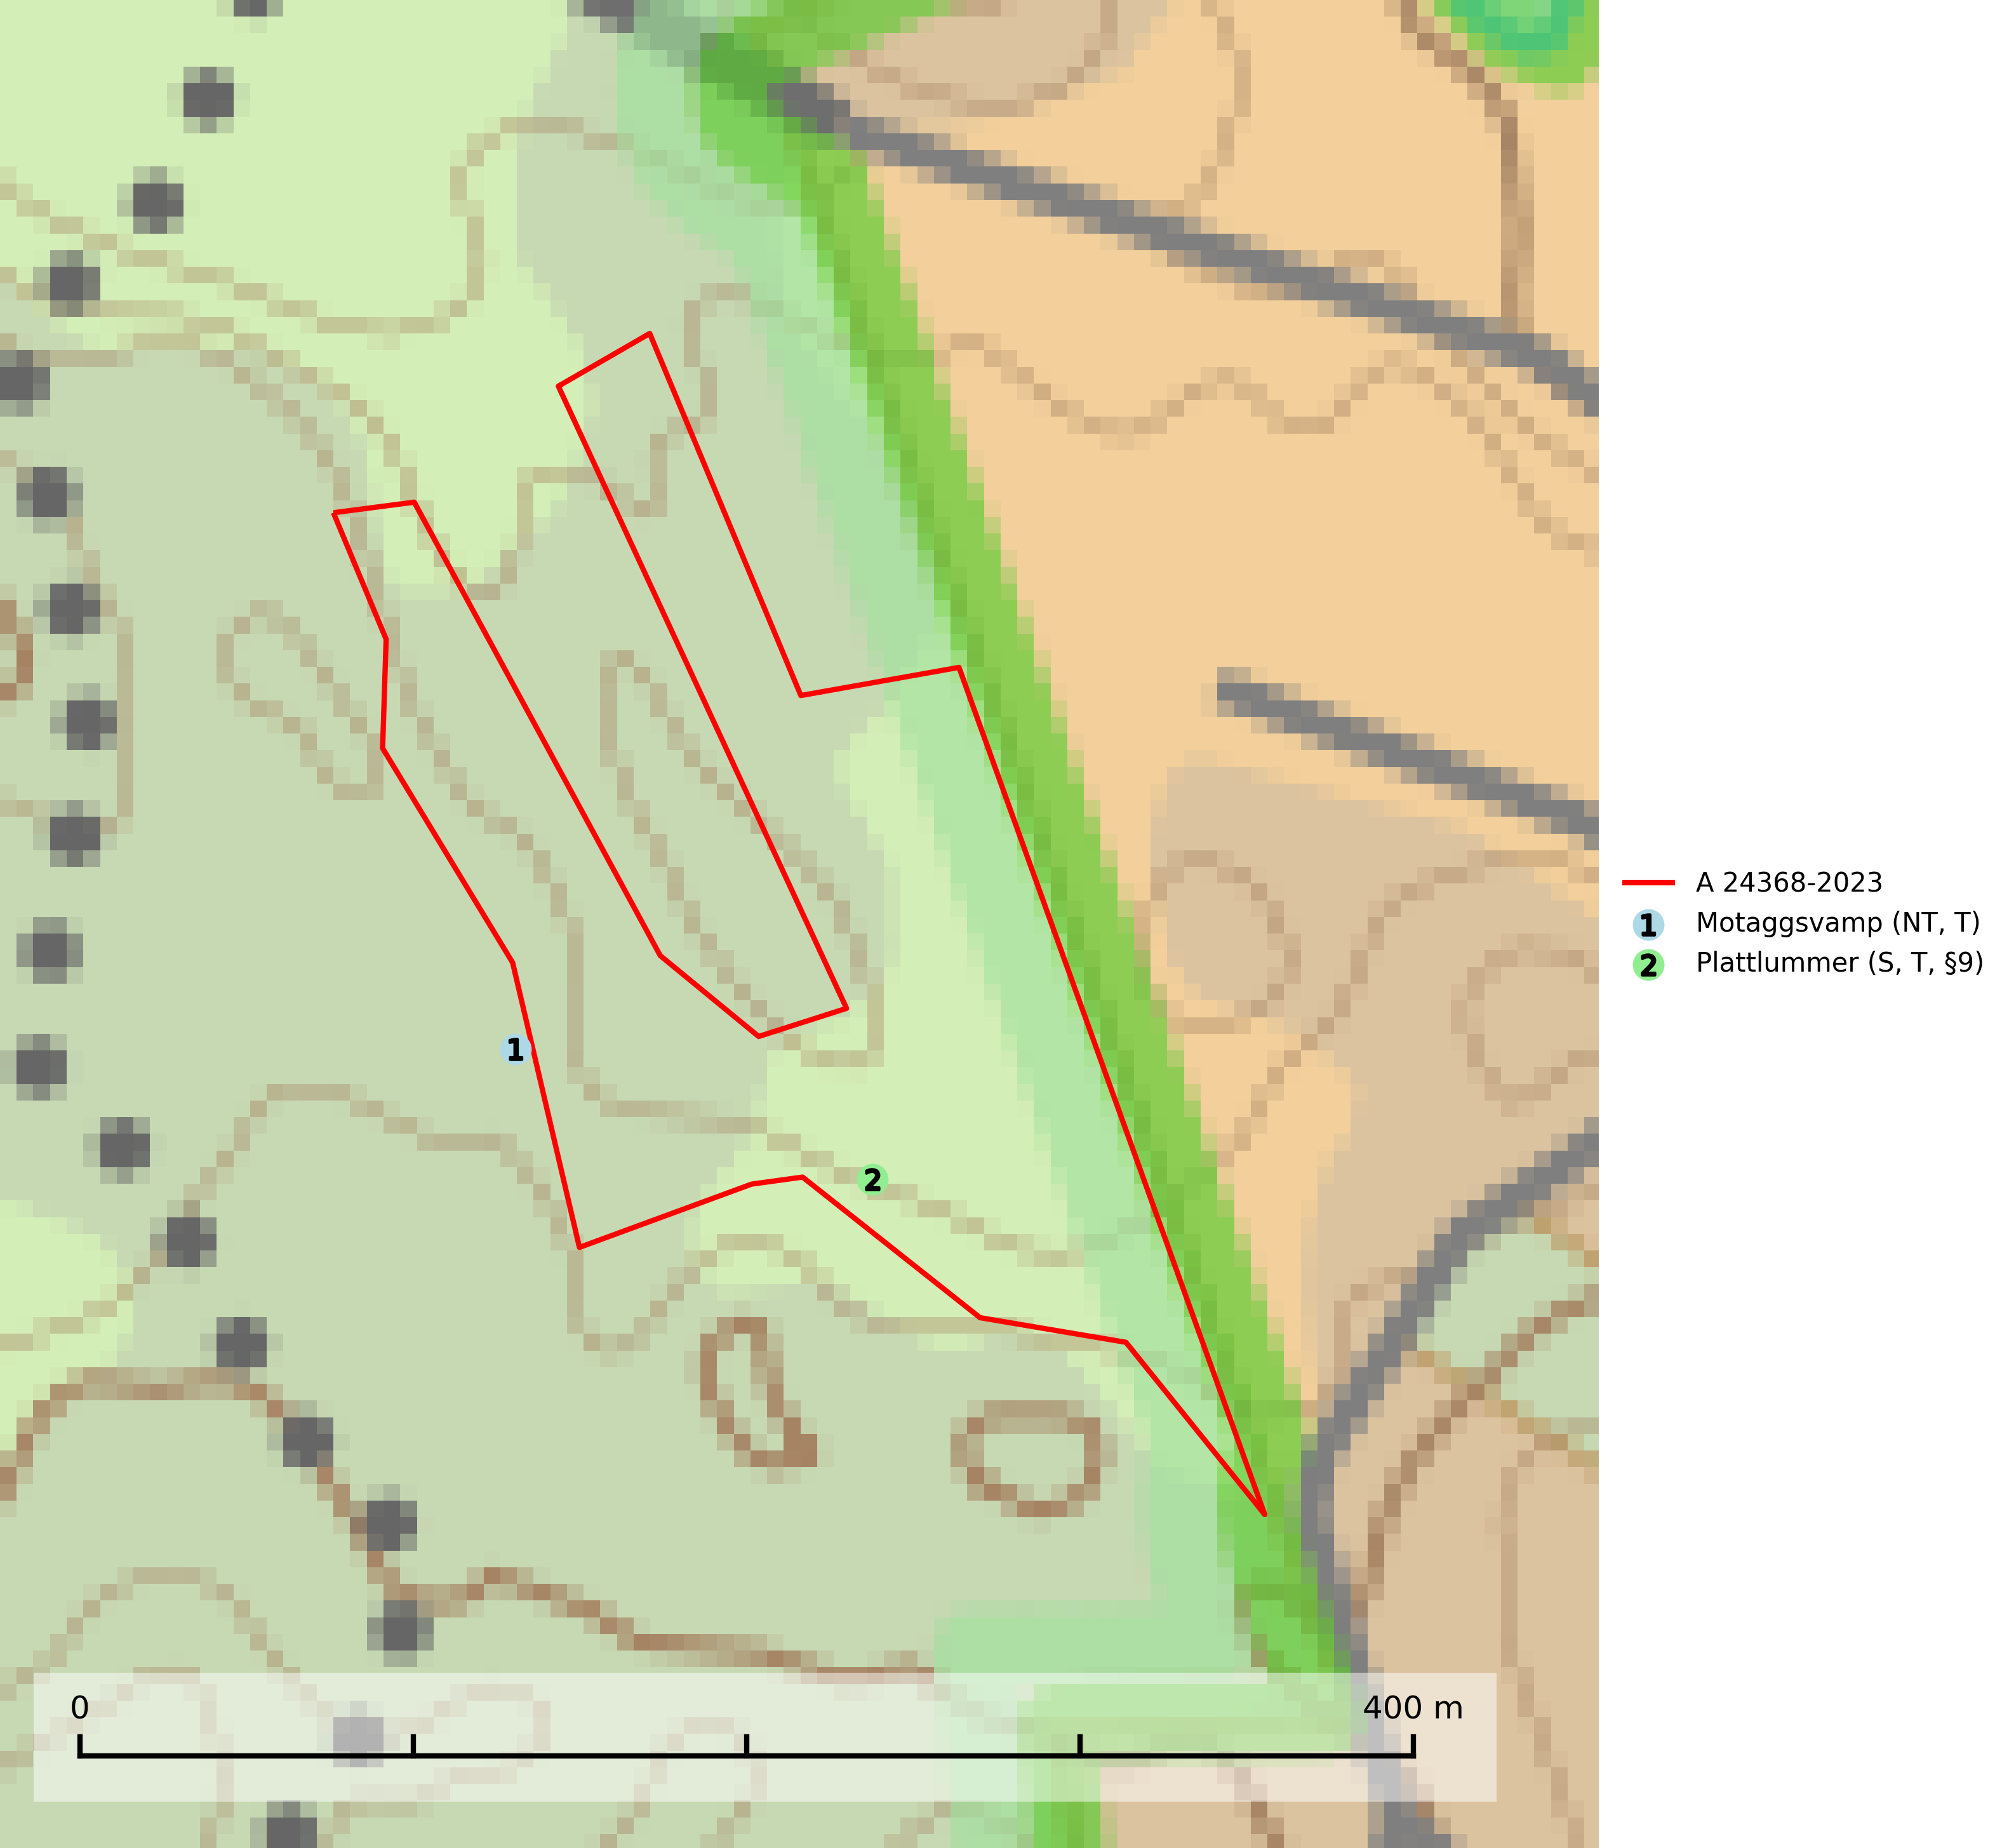 A 24368-2023
1 Motaggsvamp (NT, T)
2 Plattlummer (S, T, §9)
1
2
0 400 m